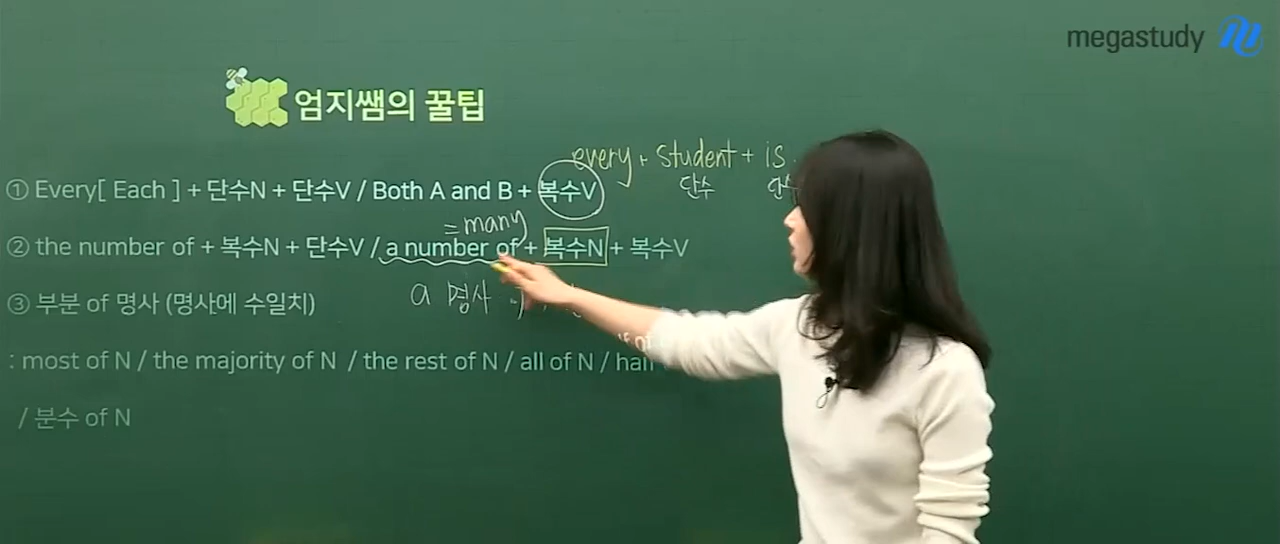 megastudy
엄지쌤의 꿀팁
every + student + is
단수 단수
① Every[ Each ] + 단수N + 단수V / Both A and B + 복수V
= many
② the number of + 복수N + 단수V / a number of + 복수N + 복수V
a 명사
③ 부분 of 명사 (명사에 수일치)
: most of N / the majority of N / the rest of N / all of N / half
/ 분수 of N